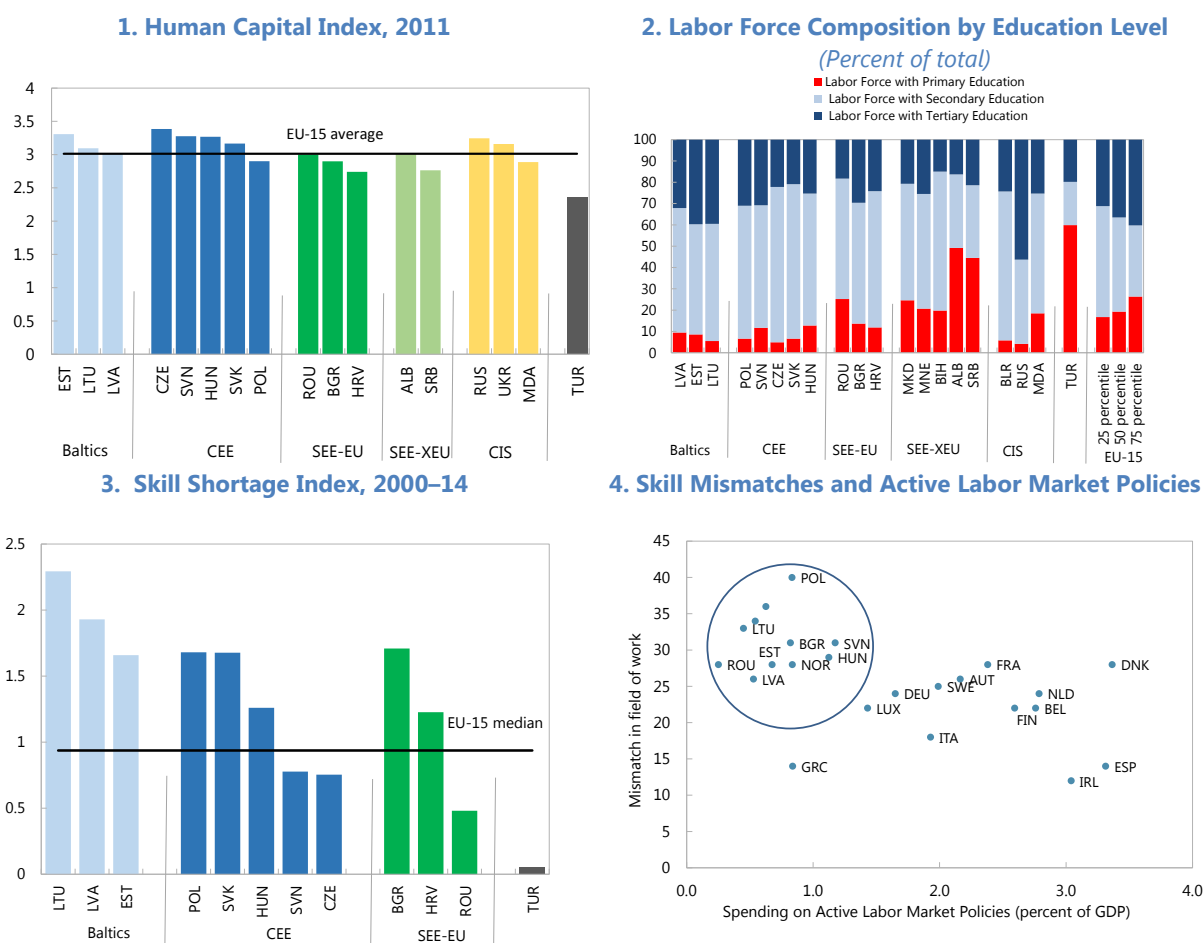 1. Human Capital Index, 2011
4
3.5
3
2.5
2
1.5
1
0.5
0
EU-15 average
EST
LTU
LVA
CZE
SVN
HUN
SVK
POL
ROU
BGR
HRV
ALB
SRB
RUS
UKR
MDA
TUR
Baltics
CEE
SEE-EU
SEE-XEU
CIS
2. Labor Force Composition by Education Level
(Percent of total)
Labor Force with Primary Education
Labor Force with Secondary Education
Labor Force with Tertiary Education
100
90
80
70
60
50
40
30
20
10
0
LVA
EST
LTU
POL
SVN
CZE
SVK
HUN
ROU
BGR
HRV
MKD
MNE
BIH
ALB
SRB
BLR
RUS
MDA
TUR
25 percentile
50 percentile
75 percentile
Baltics
CEE
SEE-EU
SEE-XEU
CIS
EU-15
3. Skill Shortage Index, 2000–14
2.5
2
1.5
1
0.5
0
EU-15 median
LTU
LVA
EST
POL
SVK
HUN
SVN
CZE
BGR
HRV
ROU
TUR
Baltics
CEE
SEE-EU
4. Skill Mismatches and Active Labor Market Policies
Mismatch in field of work
45
40
35
30
25
20
15
10
5
0
POL
LTU
BGR
SVN
EST
HUN
ROU
NOR
LVA
FRA
DNK
AUT
SWE
DEU
NLD
LUX
BEL
FIN
ITA
GRC
ESP
IRL
0.0
1.0
2.0
3.0
4.0
Spending on Active Labor Market Policies (percent of GDP)